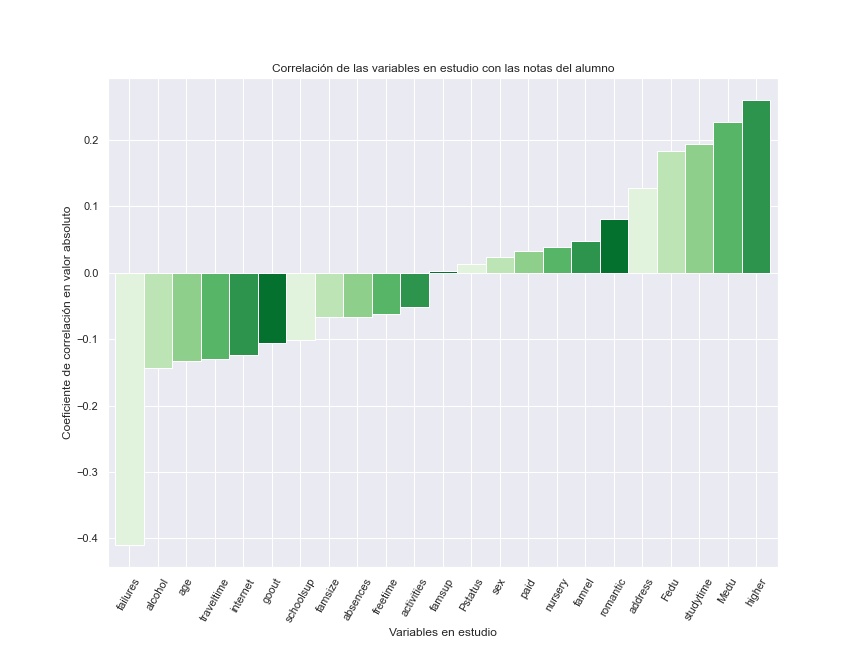 Correlación de las variables en estudio con las notas del alumno
Coeficiente de correlación en valor absoluto
0.2
0.1
0.0
−0.1
−0.2
−0.3
−0.4
failures
alcohol
age
traveltime
internet
goout
schoolsup
famsize
absences
freetime
activities
famsup
Pstatus
sex
paid
nursery
famrel
romantic
address
Fedu
studytime
Medu
higher
Variables en estudio